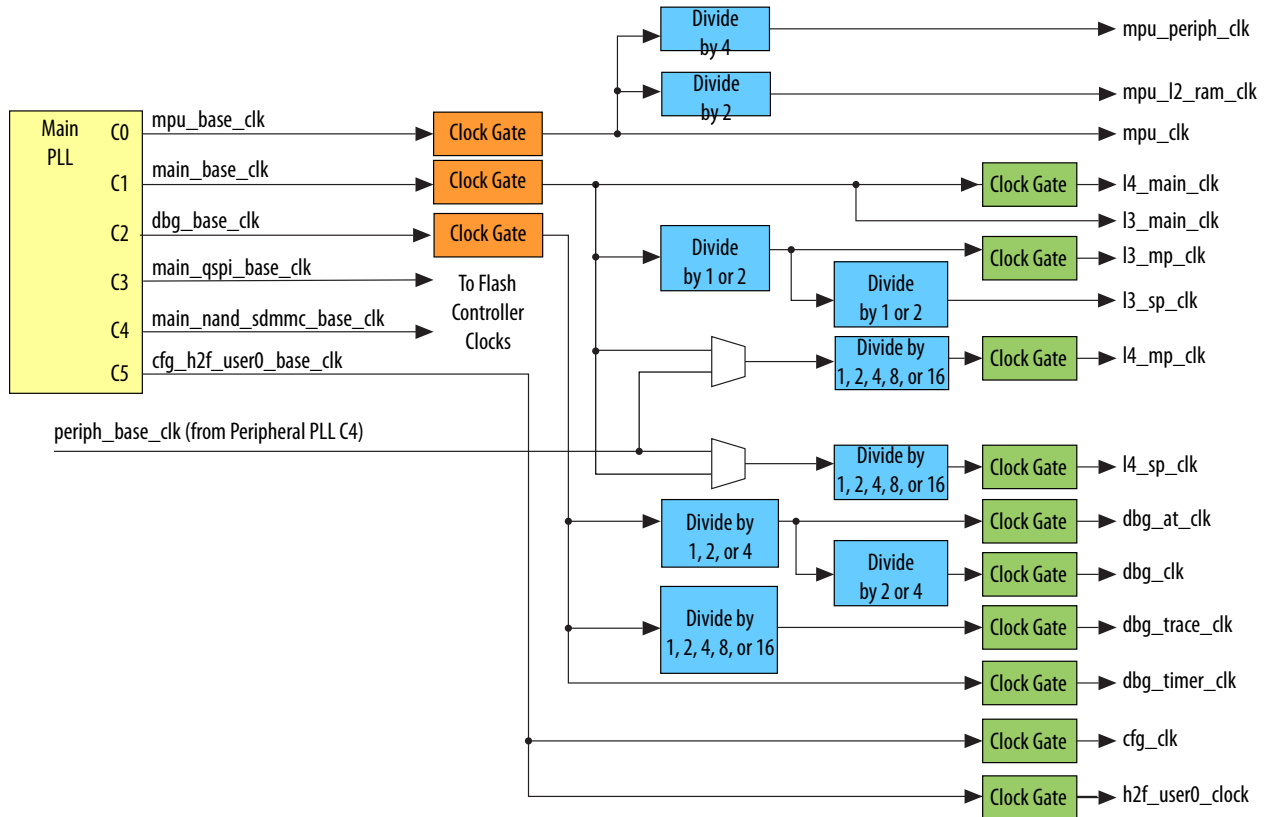 Divide
by 4
mpu_periph_clk
Divide
by 2
mpu_l2_ram_clk
Main
PLL
C0
mpu_base_clk
Clock Gate
mpu_clk
C1
main_base_clk
Clock Gate
Clock Gate
l4_main_clk
l3_main_clk
C2
dbg_base_clk
Clock Gate
Divide
by 1 or 2
Clock Gate
l3_mp_clk
C3
main_qspi_base_clk
To Flash
Controller
Clocks
Divide
by 1 or 2
l3_sp_clk
C4
main_nand_sdmmc_base_clk
C5
cfg_h2f_user0_base_clk
Divide by
1, 2, 4, 8, or 16
Clock Gate
l4_mp_clk
periph_base_clk (from Peripheral PLL C4)
Divide by
1, 2, 4, 8, or 16
Clock Gate
l4_sp_clk
Divide by
1, 2, or 4
Clock Gate
dbg_at_clk
Divide
by 2 or 4
Clock Gate
dbg_clk
Divide by
1, 2, 4, 8, or 16
Clock Gate
dbg_trace_clk
Clock Gate
dbg_timer_clk
Clock Gate
cfg_clk
Clock Gate
h2f_user0_clock